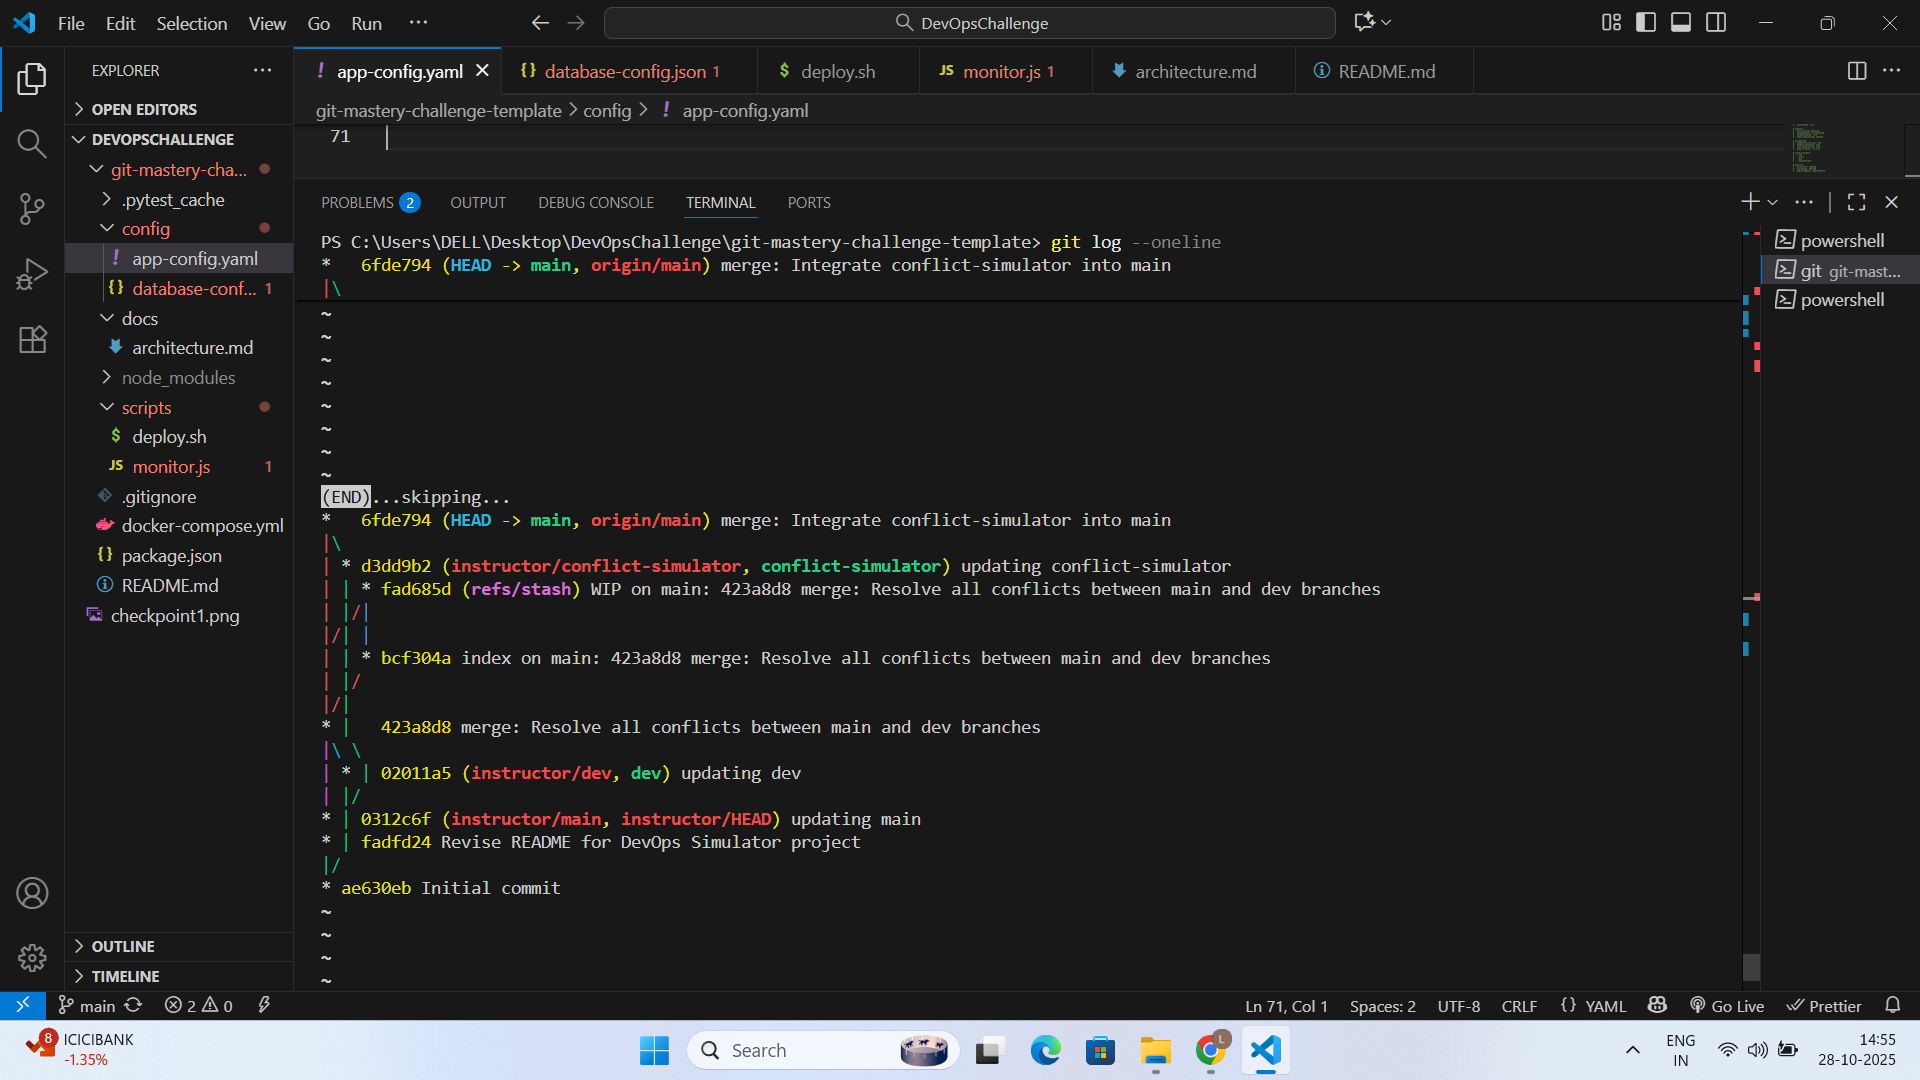 File Edit Selection View Go Run ···
DevOpsChallenge
EXPLORER
OPEN EDITORS
DEVOPSCHALLENGE
git-mastery-cha...
.pytest_cache
config
app-config.yaml
database-conf... 1
docs
architecture.md
node_modules
scripts
deploy.sh
monitor.js 1
.gitignore
docker-compose.yml
package.json
README.md
checkpoint1.png
OUTLINE
TIMELINE
app-config.yaml
database-config.json 1
deploy.sh
monitor.js 1
architecture.md
README.md
git-mastery-challenge-template > config > ! app-config.yaml
71
PROBLEMS 2 OUTPUT DEBUG CONSOLE TERMINAL PORTS
PS C:\Users\DELL\Desktop\DevOpsChallenge\git-mastery-challenge-template> git log --oneline
*   6fde794 (HEAD -> main, origin/main) merge: Integrate conflict-simulator into main
|\
~
~
~
~
~
~
~
~
(END)...skipping...
*   6fde794 (HEAD -> main, origin/main) merge: Integrate conflict-simulator into main
|\
| * d3dd9b2 (instructor/conflict-simulator, conflict-simulator) updating conflict-simulator
| | * fad685d (refs/stash) WIP on main: 423a8d8 merge: Resolve all conflicts between main and dev branches
| |/|
|/| |
| | * bcf304a index on main: 423a8d8 merge: Resolve all conflicts between main and dev branches
| |/
|/|
* |   423a8d8 merge: Resolve all conflicts between main and dev branches
|\ \
| * | 02011a5 (instructor/dev, dev) updating dev
| |/
* | 0312c6f (instructor/main, instructor/HEAD) updating main
* | fadfd24 Revise README for DevOps Simulator project
|/
* ae630eb Initial commit
~
~
~
~
powershell
git git-mast...
powershell
main 2 0
Ln 71, Col 1 Spaces: 2 UTF-8 CRLF {} YAML Go Live Prettier
8
ICICIBANK
-1.35%
Search
L
ENG
IN
14:55
28-10-2025